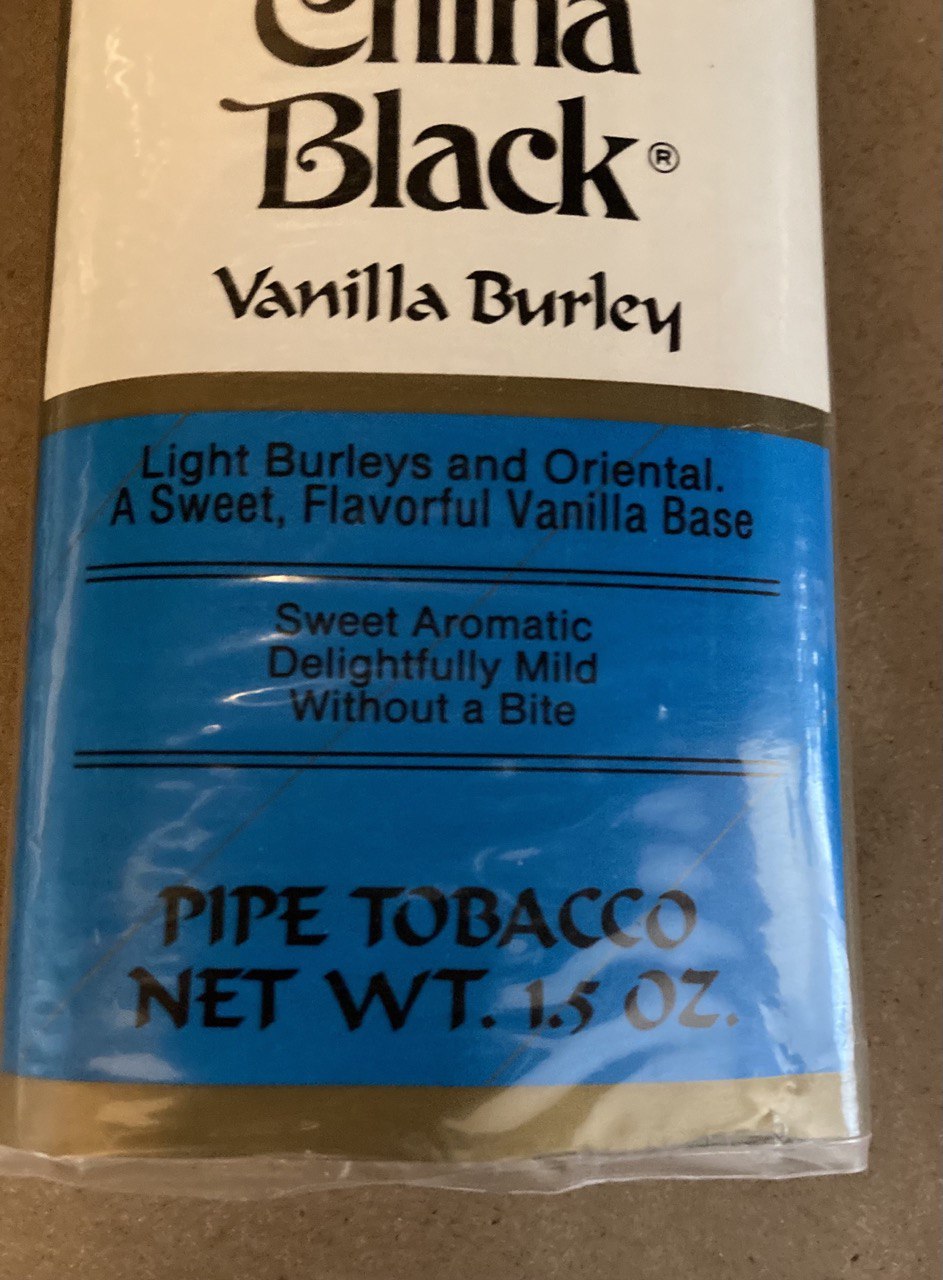 China
Black®
Vanilla Burley
Light Burleys and Oriental.
A Sweet, Flavorful Vanilla Base
Sweet Aromatic
Delightfully Mild
Without a Bite
PIPE TOBACCO
NET WT. 1.5 OZ.